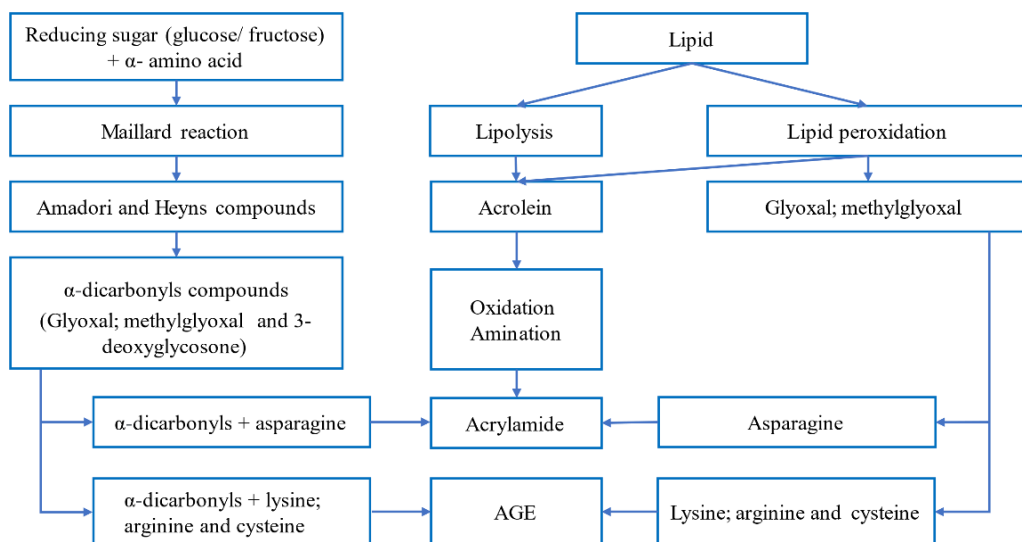 Reducing sugar (glucose/ fructose)
+ α- amino acid
Lipid
Maillard reaction
Lipolysis
Lipid peroxidation
Amadori and Heyns compounds
Acrolein
Glyoxal; methylglyoxal
α-dicarbonyls compounds
(Glyoxal; methylglyoxal and 3-
deoxyglycosone)
Oxidation
Amination
α-dicarbonyls + asparagine
Acrylamide
Asparagine
α-dicarbonyls + lysine;
arginine and cysteine
AGE
Lysine; arginine and cysteine